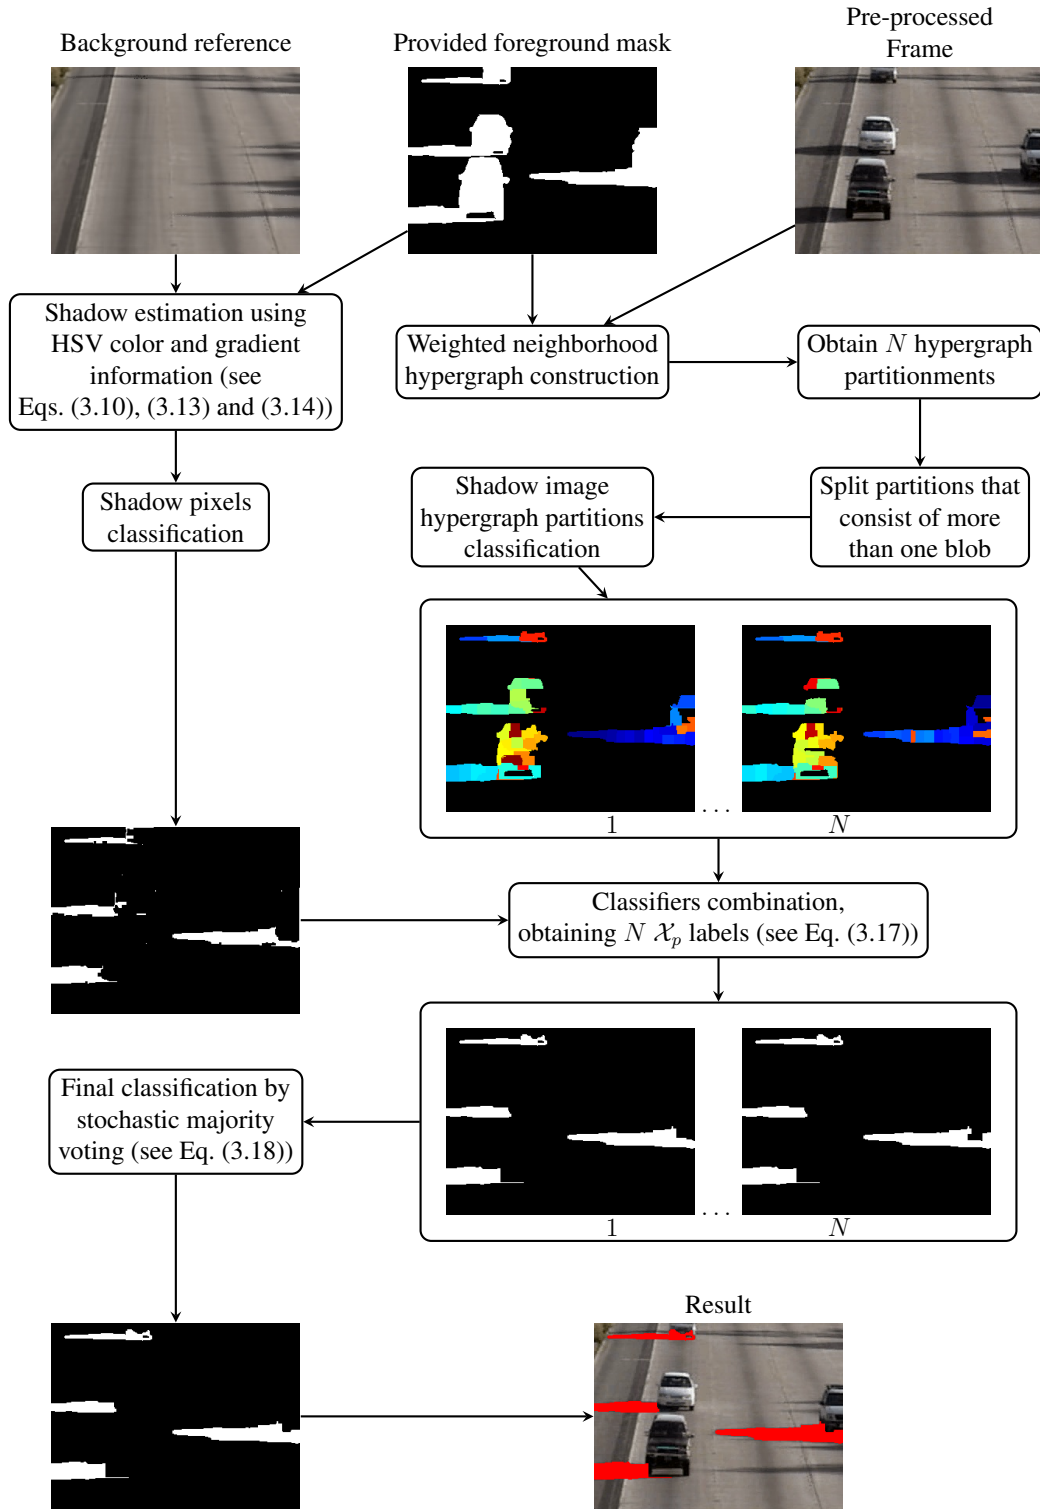 Background reference
Provided foreground mask
Pre-processed
Frame
Shadow estimation using
HSV color and gradient
information (see
Eqs. (3.10), (3.13) and (3.14))
Weighted neighborhood
hypergraph construction
Obtain N hypergraph
partitionments
Shadow pixels
classification
Shadow image
hypergraph partitions
classification
Split partitions that
consist of more
than one blob
. . .
1
N
Classifiers combination,
obtaining N 𝒳ₚ labels (see Eq. (3.17))
Final classification by
stochastic majority
voting (see Eq. (3.18))
. . .
1
N
Result